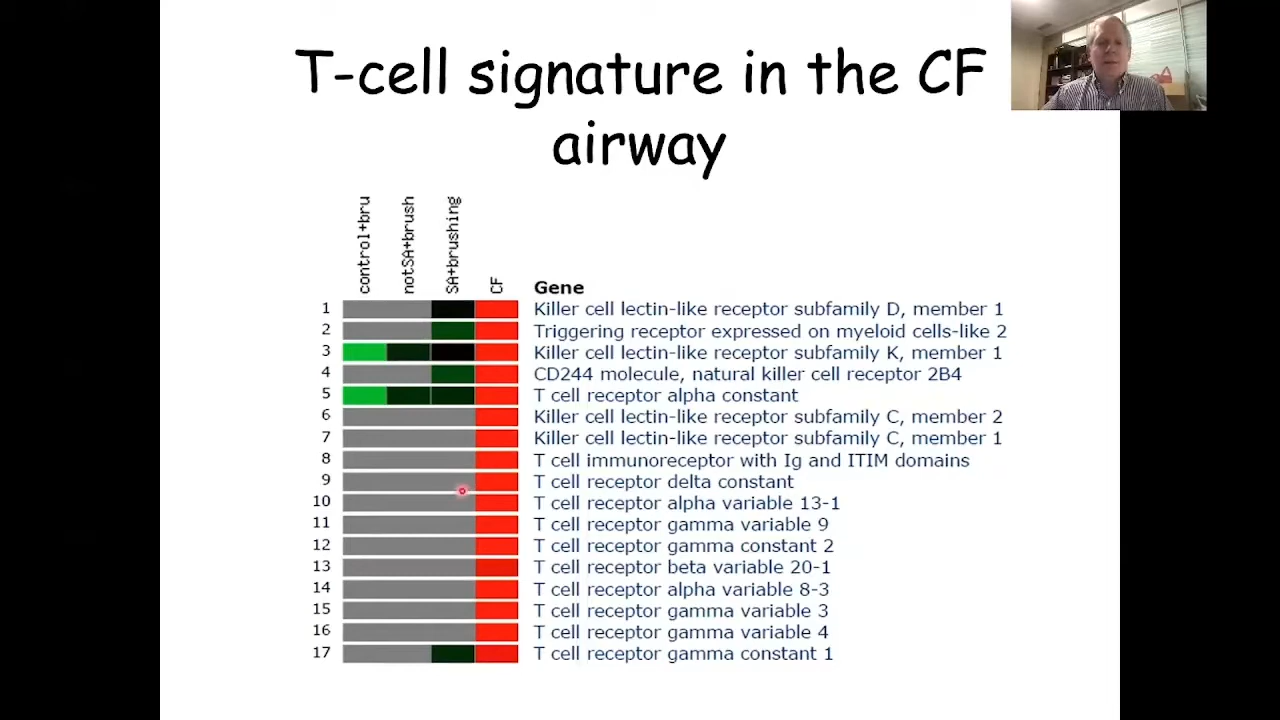 T-cell signature in the CF
airway
control+bru
notSA+brush
SA+brushing
CF
Gene
1 Killer cell lectin-like receptor subfamily D, member 1
2 Triggering receptor expressed on myeloid cells-like 2
3 Killer cell lectin-like receptor subfamily K, member 1
4 CD244 molecule, natural killer cell receptor 2B4
5 T cell receptor alpha constant
6 Killer cell lectin-like receptor subfamily C, member 2
7 Killer cell lectin-like receptor subfamily C, member 1
8 T cell immunoreceptor with Ig and ITIM domains
9 T cell receptor delta constant
10 T cell receptor alpha variable 13-1
11 T cell receptor gamma variable 9
12 T cell receptor gamma constant 2
13 T cell receptor beta variable 20-1
14 T cell receptor alpha variable 8-3
15 T cell receptor gamma variable 3
16 T cell receptor gamma variable 4
17 T cell receptor gamma constant 1